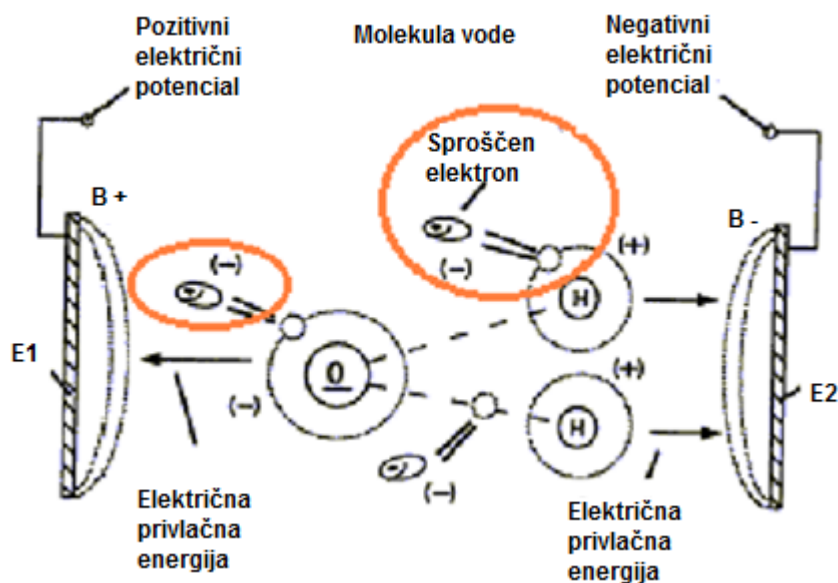 Pozitivni
električni
potencial
Molekula vode
Negativni
električni
potencial
Sproščen
elektron
B +
B -
(-)
(-)
(+)
H
E1
O
(-)
(+)
E2
H
(-)
Električna
privlačna
energija
Električna
privlačna
energija